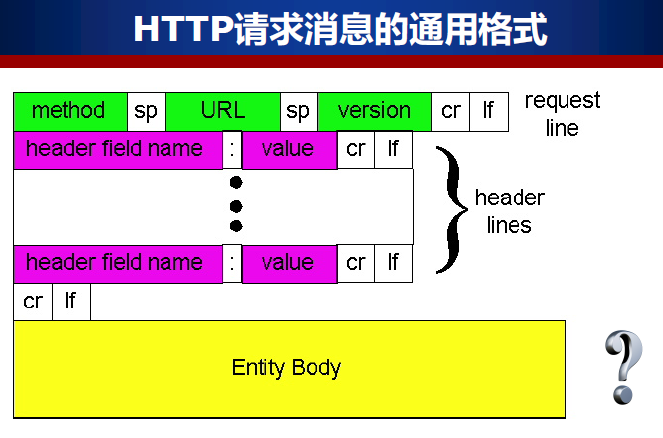 HTTP请求消息的通用格式
method sp URL sp version cr lf request line
header field name : value cr lf
header lines
header field name : value cr lf
cr lf
Entity Body ?